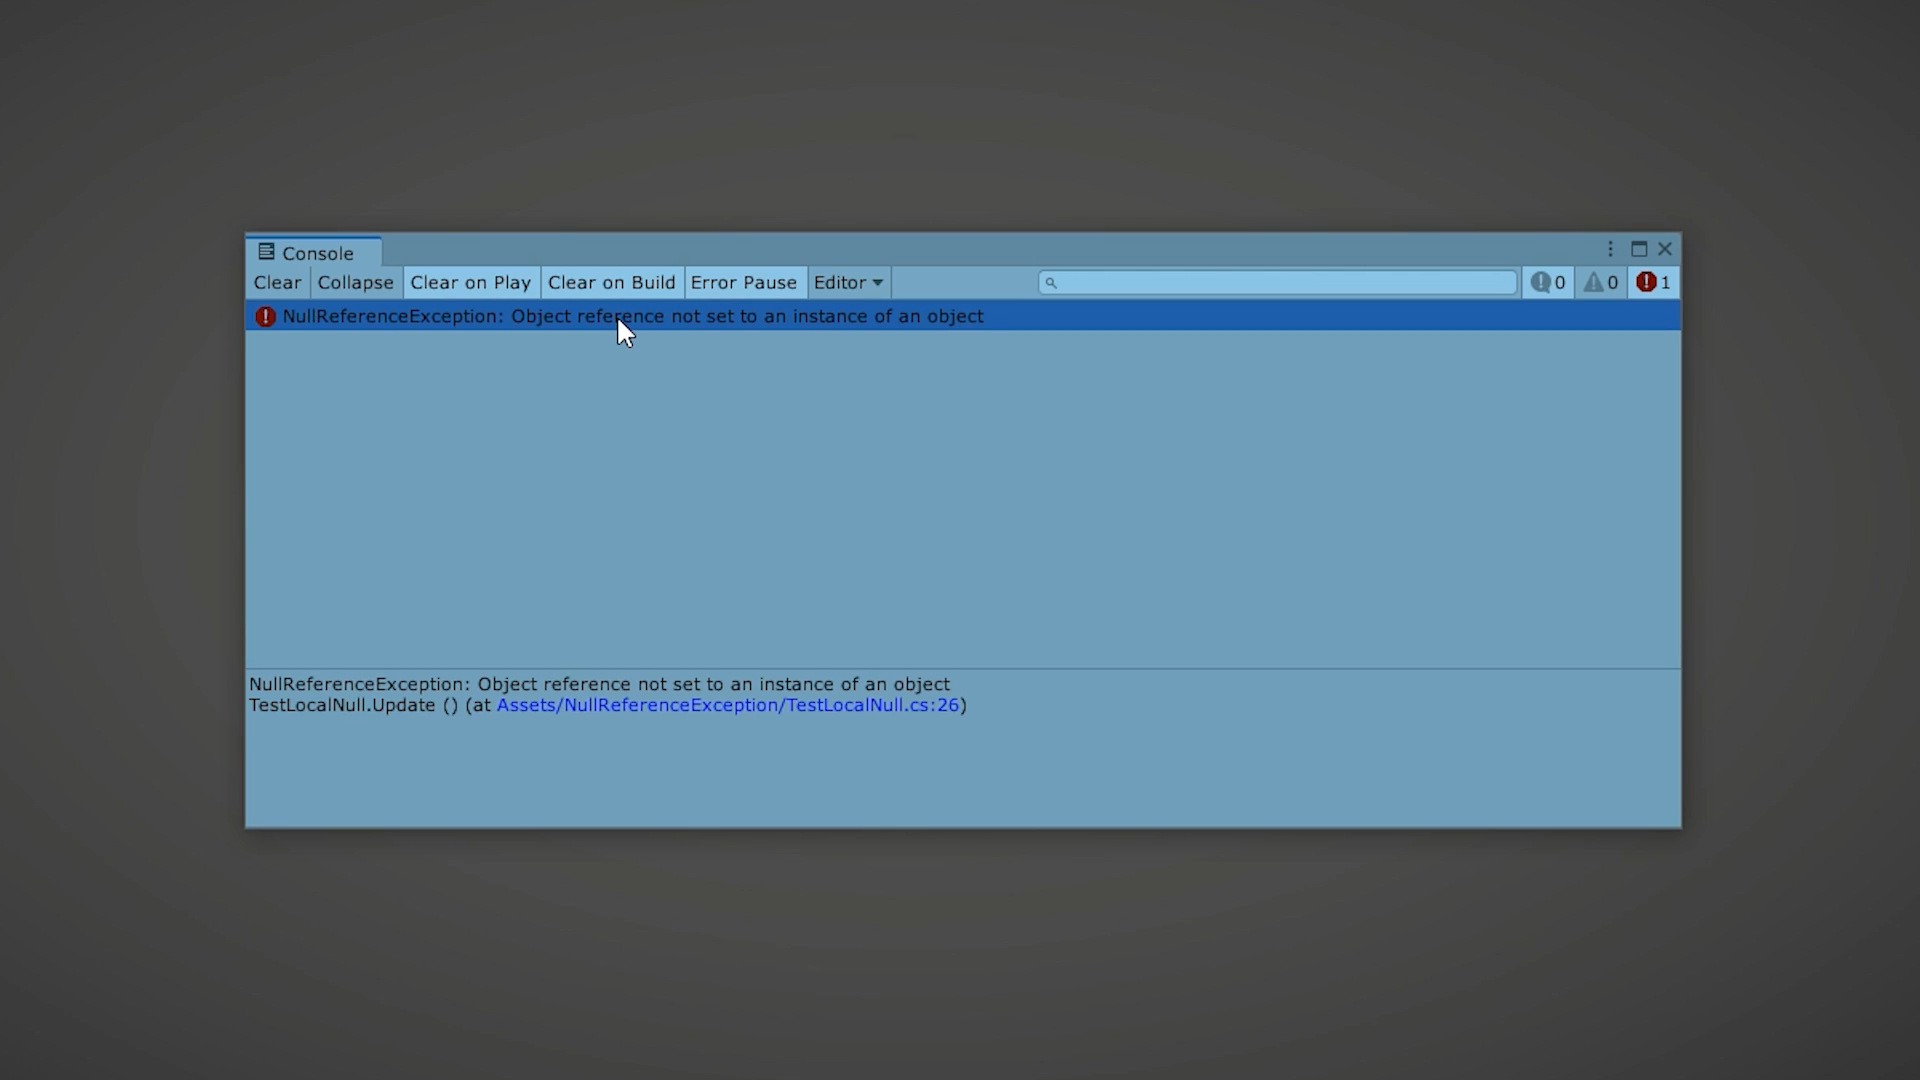 Console
Clear Collapse Clear on Play Clear on Build Error Pause Editor 0 0 1
NullReferenceException: Object reference not set to an instance of an object
NullReferenceException: Object reference not set to an instance of an object
TestLocalNull.Update () (at Assets/NullReferenceException/TestLocalNull.cs:26)